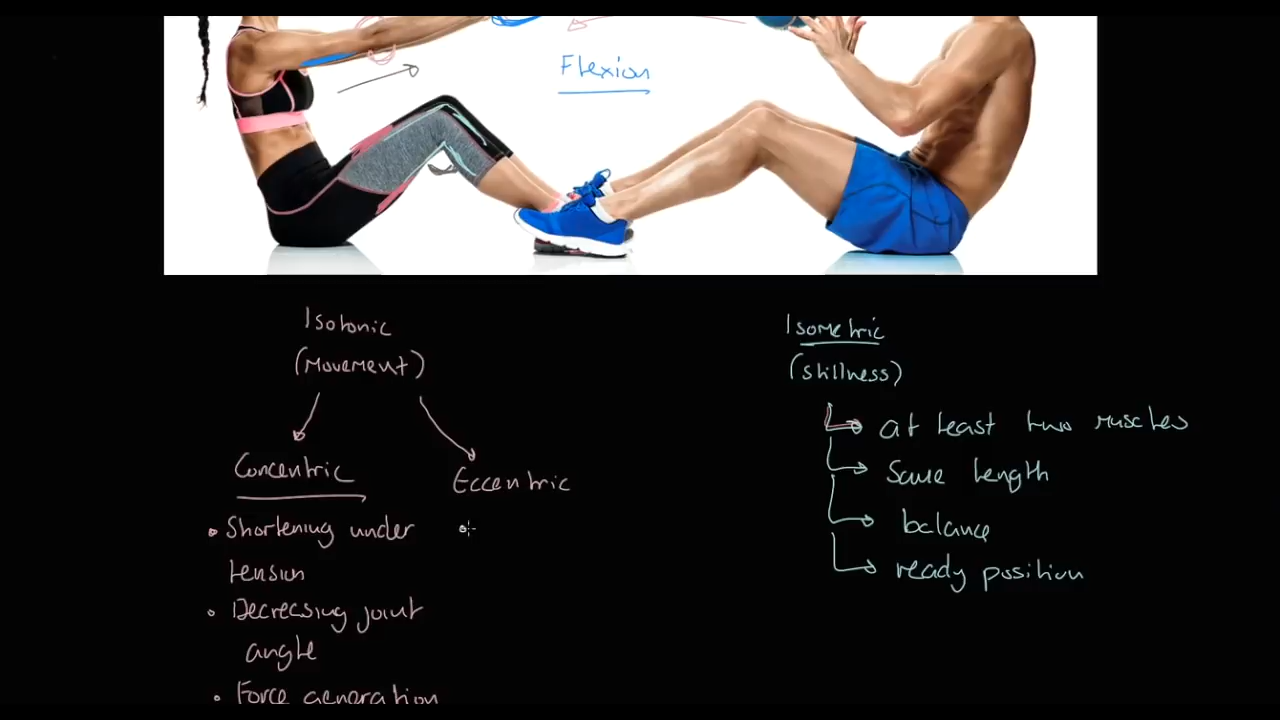 Flexion
Isotonic
(Movement)
Concentric
• Shortening under
tension
• Decreasing joint
angle
• Force generation
Eccentric
•
Isometric
(stillness)
at least two muscles
Same length
balance
ready position